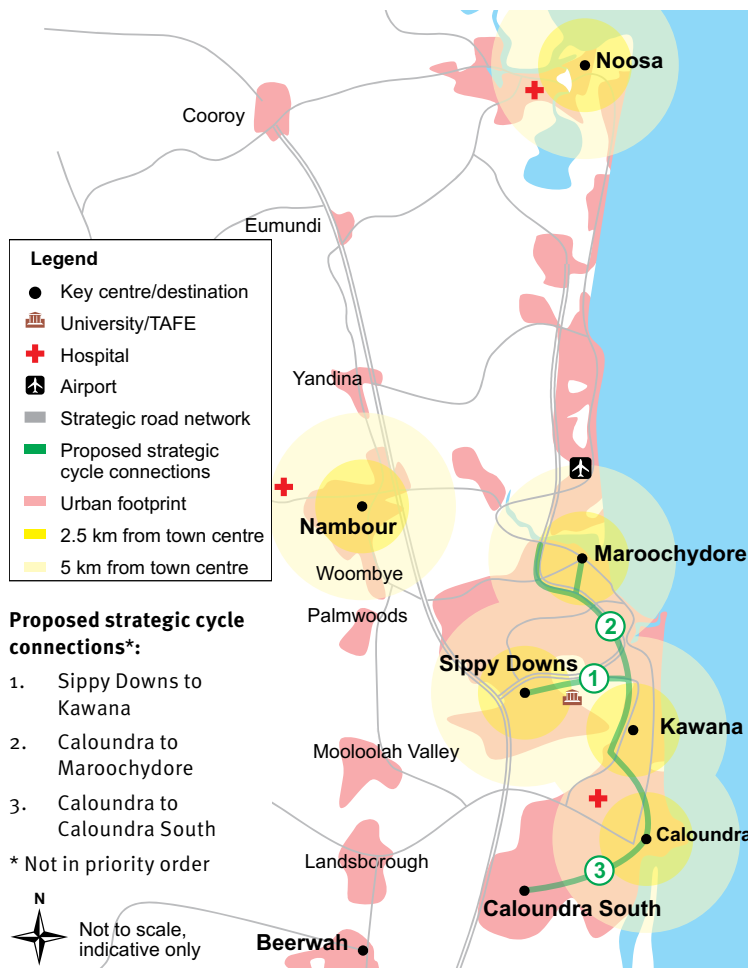 Noosa
Cooroy
Eumundi
Legend
Key centre/destination
University/TAFE
Hospital
Airport
Strategic road network
Proposed strategic
cycle connections
Urban footprint
2.5 km from town centre
5 km from town centre
Yandina
Nambour
Maroochydore
Woombye
Palmwoods
2
Sippy Downs
1
Kawana
Mooloolah Valley
Caloundra
Landsborough
3
Caloundra South
Beerwah
Proposed strategic cycle
connections*:
1. Sippy Downs to
Kawana
2. Caloundra to
Maroochydore
3. Caloundra to
Caloundra South
* Not in priority order
N
Not to scale,
indicative only